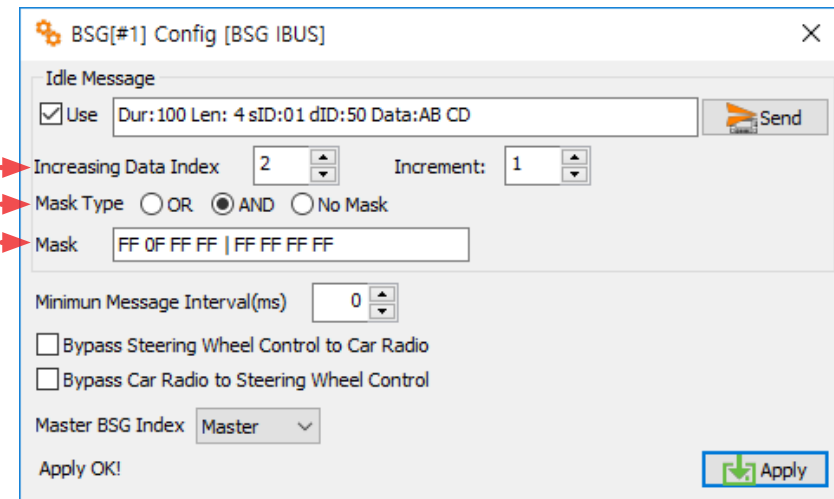 BSG[#1] Config [BSG IBUS]
Idle Message
Use Dur:100 Len: 4 sID:01 dID:50 Data:AB CD Send
Increasing Data Index 2 Increment: 1
Mask Type OR AND No Mask
Mask FF 0F FF FF | FF FF FF FF
Minimun Message Interval(ms) 0
Bypass Steering Wheel Control to Car Radio
Bypass Car Radio to Steering Wheel Control
Master BSG Index Master
Apply OK! Apply